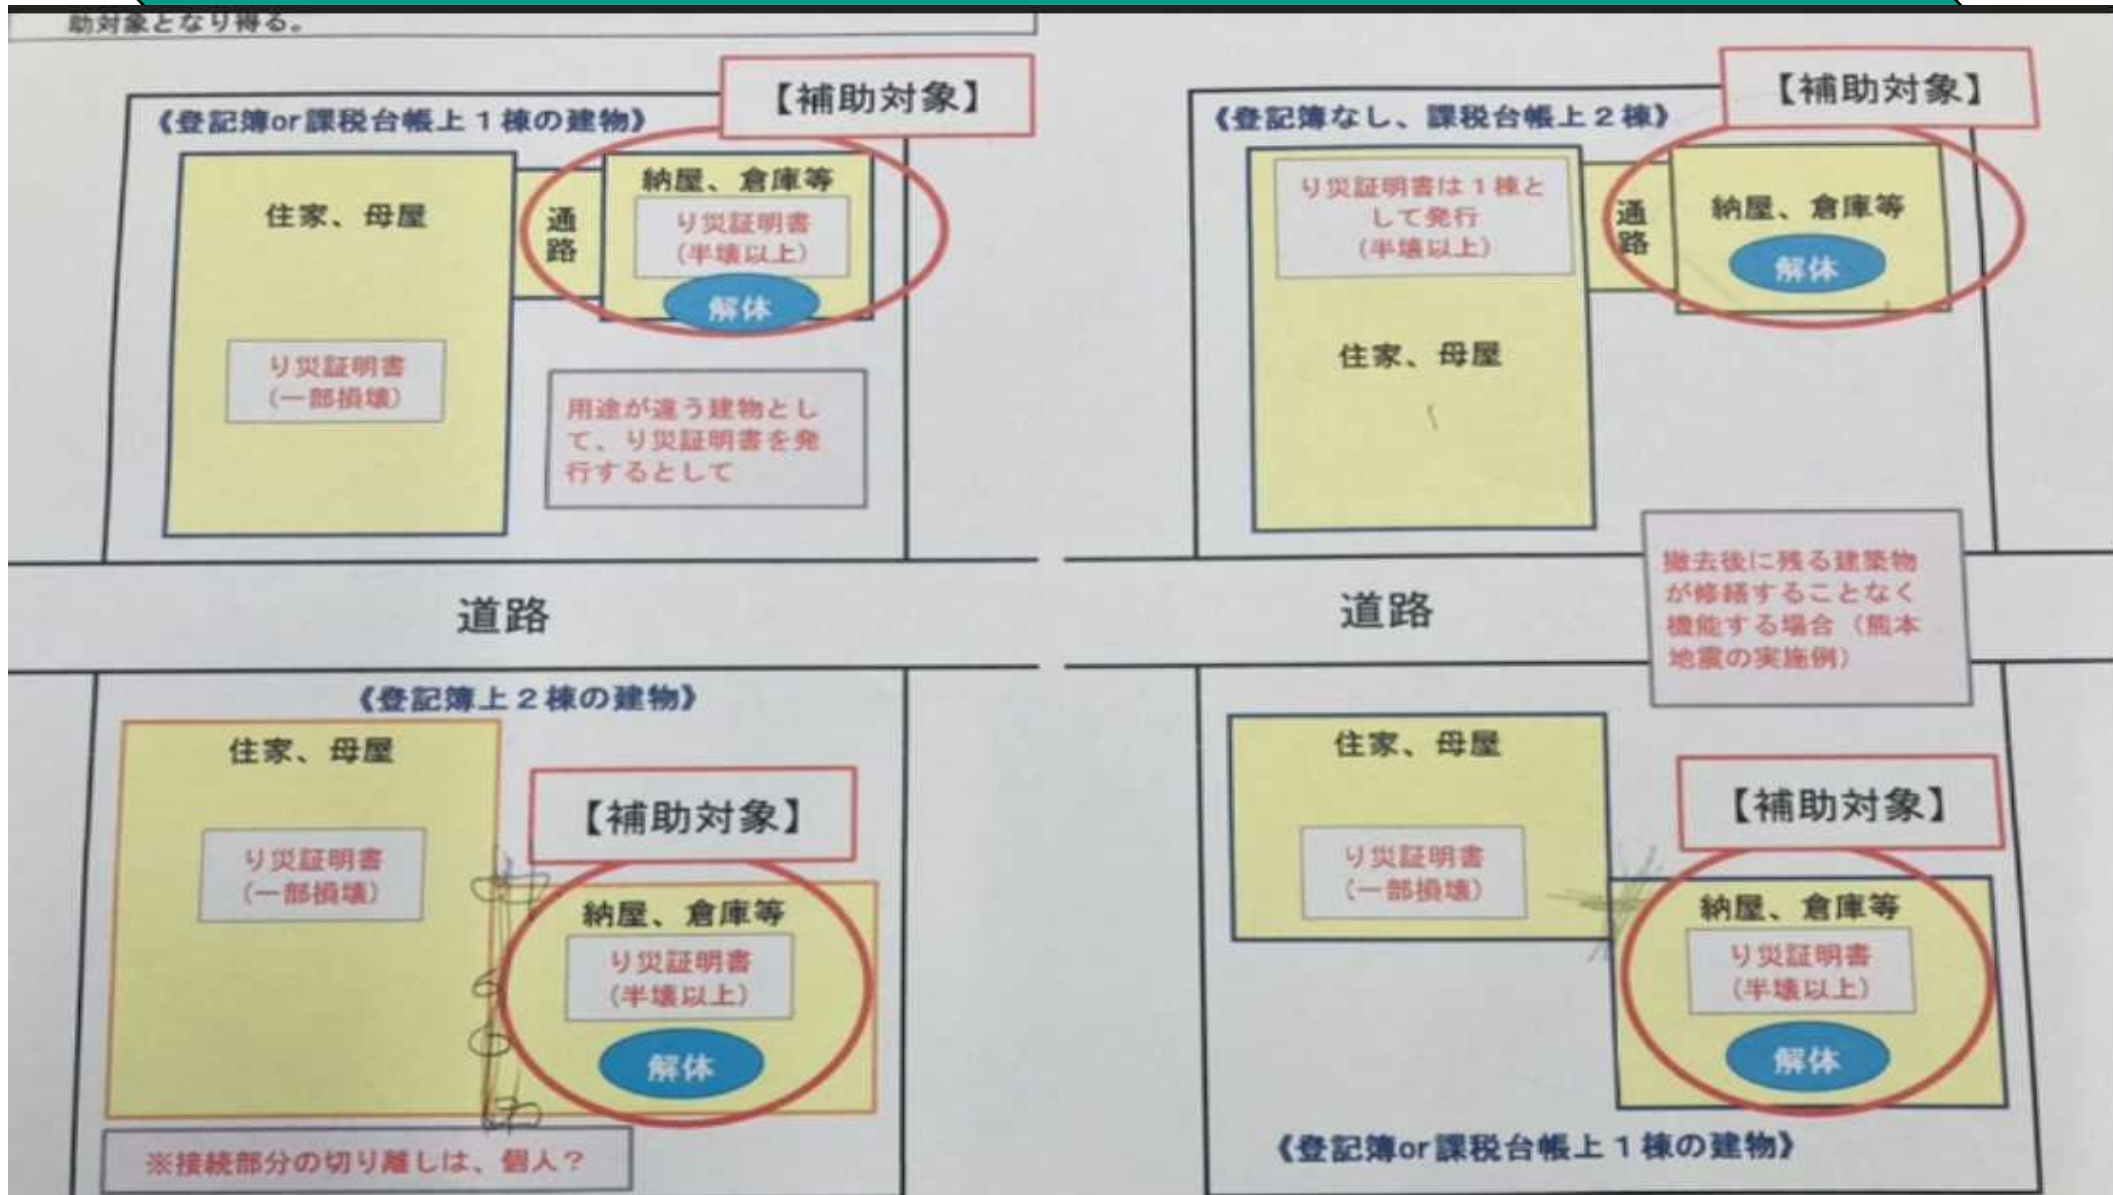 助対象となり得る。
【補助対象】
《登記簿or課税台帳上1棟の建物》
住家、母屋
通路
納屋、倉庫等
り災証明書
(半壊以上)
解体
り災証明書
(一部損壊)
用途が違う建物とし
て、り災証明書を発
行するとして
【補助対象】
《登記簿なし、課税台帳上2棟》
り災証明書は1棟と
して発行
(半壊以上)
通路
納屋、倉庫等
解体
住家、母屋
撤去後に残る建築物
が修繕することなく
機能する場合(熊本
地震の実施例)
道路
道路
《登記簿上2棟の建物》
住家、母屋
り災証明書
(一部損壊)
【補助対象】
納屋、倉庫等
り災証明書
(半壊以上)
解体
※接続部分の切り離しは、個人?
住家、母屋
り災証明書
(一部損壊)
【補助対象】
納屋、倉庫等
り災証明書
(半壊以上)
解体
《登記簿or課税台帳上1棟の建物》